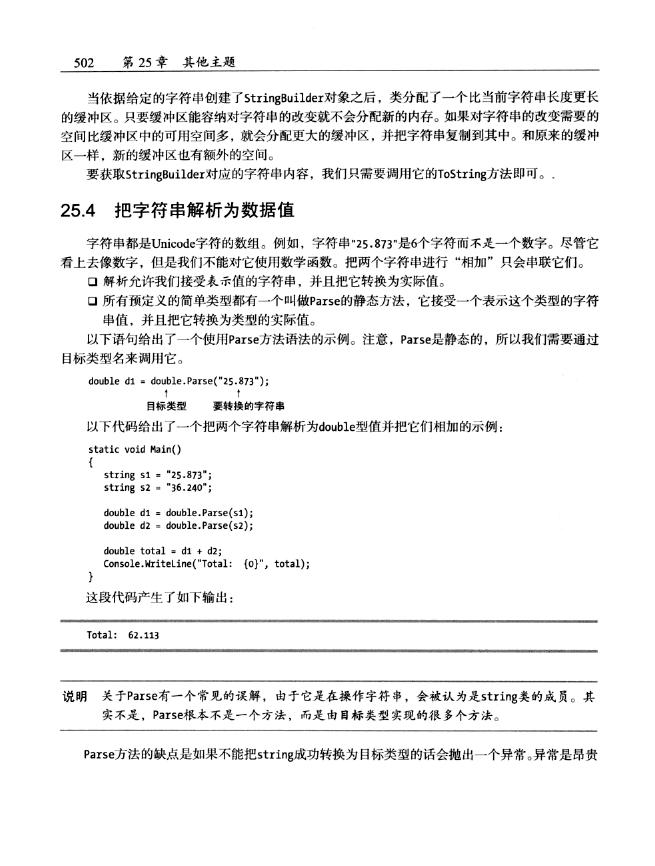 502 第25章 其他主题
当依据给定的字符串创建了StringBuilder对象之后，类分配了一个比当前字符串长度更长
的缓冲区。只要缓冲区能容纳对字符串的改变就不会分配新的内存。如果对字符串的改变需要的
空间比缓冲区中的可用空间多，就会分配更大的缓冲区，并把字符串复制到其中。和原来的缓冲
区一样，新的缓冲区也有额外的空间。
要获取StringBuilder对应的字符串内容，我们只需要调用它的ToString方法即可。.
25.4 把字符串解析为数据值
字符串都是Unicode字符的数组。例如，字符串"25.873"是6个字符而不是一个数字。尽管它
看上去像数字，但是我们不能对它使用数学函数。把两个字符串进行“相加”只会串联它们。
❑ 解析允许我们接受表示值的字符串，并且把它转换为实际值。
❑ 所有预定义的简单类型都有一个叫做Parse的静态方法，它接受一个表示这个类型的字符
串值，并且把它转换为类型的实际值。
以下语句给出了一个使用Parse方法语法的示例。注意，Parse是静态的，所以我们需要通过
目标类型名来调用它。
double d1 = double.Parse("25.873");
↑ ↑
目标类型 要转换的字符串
以下代码给出了一个把两个字符串解析为double型值并把它们相加的示例：
static void Main()
{
string s1 = "25.873";
string s2 = "36.240";
double d1 = double.Parse(s1);
double d2 = double.Parse(s2);
double total = d1 + d2;
Console.WriteLine("Total: {0}", total);
}
这段代码产生了如下输出：
Total: 62.113
说明 关于Parse有一个常见的误解，由于它是在操作字符串，会被认为是string类的成员。其
实不是，Parse根本不是一个方法，而是由目标类型实现的很多个方法。
Parse方法的缺点是如果不能把string成功转换为目标类型的话会抛出一个异常。异常是昂贵